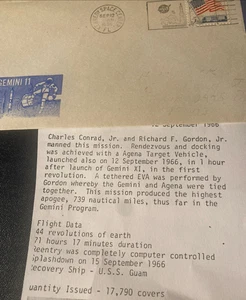 GEMINI 11
12 September 1966
Charles Conrad, Jr. and Richard F. Gordon, Jr.
manned this mission. Rendezvous and docking
was achieved with a Agena Target Vehicle,
launched also on 12 September 1966, in 1 hour
after launch of Gemini XI, in the first
revolution. A tethered EVA was performed by
Gordon whereby the Gemini and Agena were tied
together. This mission produced the highest
apogee, 739 nautical miles, thus far in the
Gemini Program.
Flight Data
44 revolutions of earth
71 hours 17 minutes duration
Reentry was completely computer controlled
Splashdown on 15 September 1966
Recovery Ship - U.S.S. Guam
uantity Issued - 17,790 covers